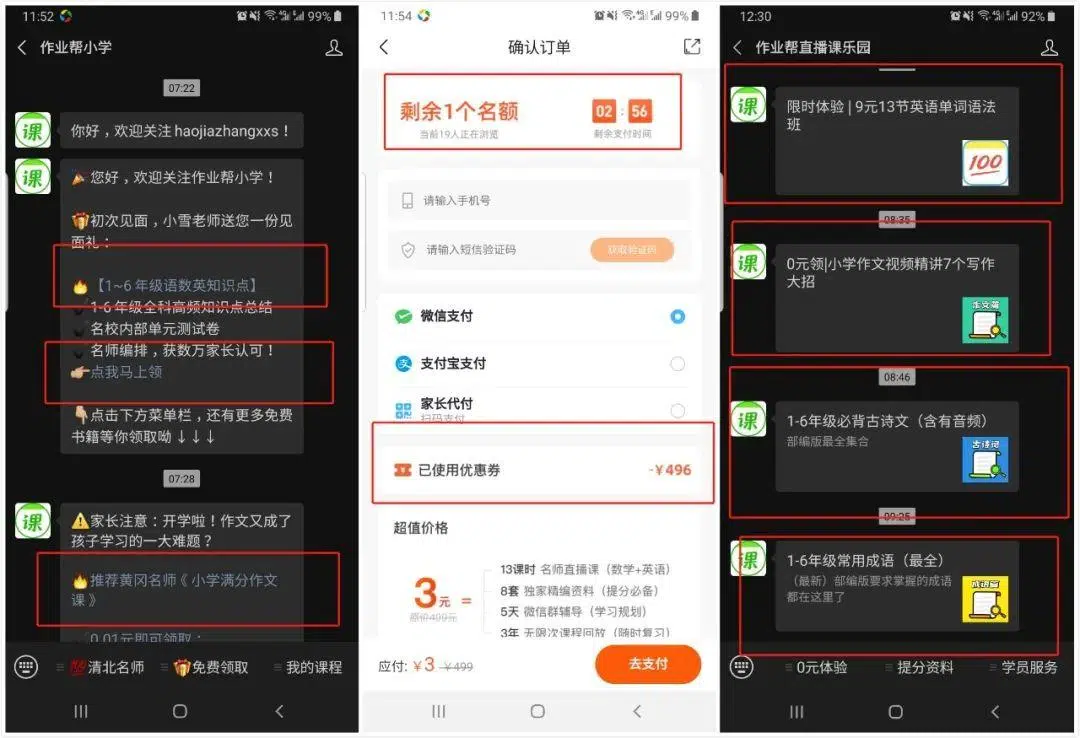 11:52
99%
作业帮小学
07:22
课
你好，欢迎关注 haojiazhangxxs！
课
您好，欢迎关注作业帮小学！
初次见面，小雪老师送您一份见
面礼：
【1~6 年级语数英知识点】
1-6 年级全科高频知识点总结
名校内部单元测试卷
名师编排，获数万家长认可！
点我马上领
点击下方菜单栏，还有更多免费
书籍等你领取呦↓↓↓
07:28
课
家长注意：开学啦！作文又成了
孩子学习的一大难题？
推荐黄冈名师《小学满分作文
课》
0.01元即可领取：
清北名师
免费领取
我的课程
11:54
99%
确认订单
剩余1个名额
02 : 56
当前19人正在浏览
剩余支付时间
请输入手机号
请输入短信验证码
获取验证码
微信支付
支付宝支付
家长代付
扫码支付
已使用优惠券
-￥496
超值价格
3元
=
原价499元
13课时 名师直播课（数学+英语）
8套 独家精编资料（提分必备）
5天 微信群辅导（学习规划）
3年 无限次课程回放（随时复习）
应付：￥3 ￥499
去支付
12:30
92%
作业帮直播课乐园
课
限时体验 | 9元13节英语单词语法
班
100
08:35
课
0元领|小学作文视频精讲7个写作
大招
作文篇
08:46
课
1-6年级必背古诗文（含有音频）
部编版最全集合
古诗词
09:25
课
1-6年级常用成语（最全）
（最新）部编版要求掌握的成语
都在这里了
成语篇
0元体验
提分资料
学员服务